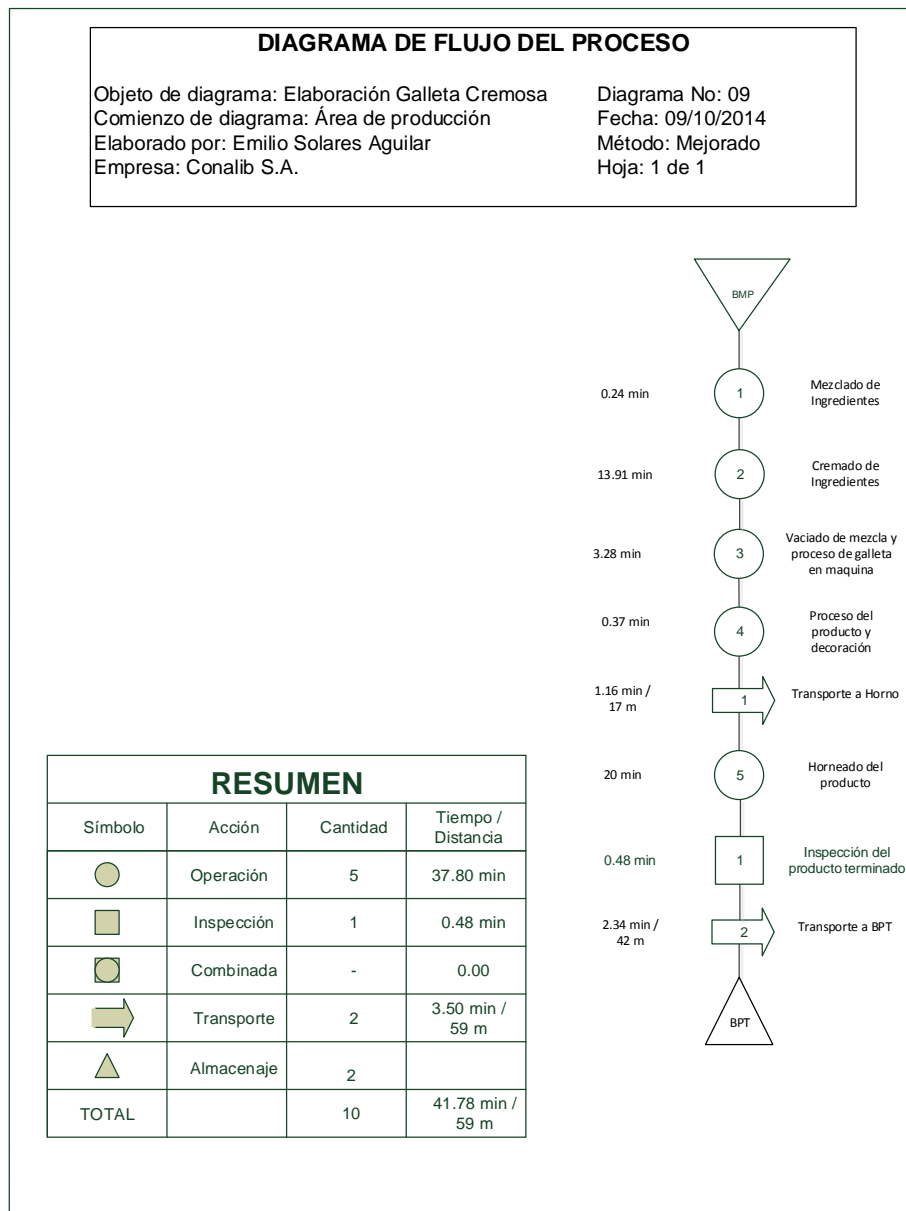 DIAGRAMA DE FLUJO DEL PROCESO
Objeto de diagrama: Elaboración Galleta Cremosa
Diagrama No: 09
Comienzo de diagrama: Área de producción
Fecha: 09/10/2014
Elaborado por: Emilio Solares Aguilar
Método: Mejorado
Empresa: Conalib S.A.
Hoja: 1 de 1
BMP
0.24 min
1
Mezclado de
Ingredientes
13.91 min
2
Cremado de
Ingredientes
3.28 min
3
Vaciado de mezcla y
proceso de galleta
en maquina
0.37 min
4
Proceso del
producto y
decoración
1.16 min /
17 m
1
Transporte a Horno
20 min
5
Horneado del
producto
0.48 min
1
Inspección del
producto terminado
2.34 min /
42 m
2
Transporte a BPT
BPT
RESUMEN
Símbolo
Acción
Cantidad
Tiempo /
Distancia
Operación
5
37.80 min
Inspección
1
0.48 min
Combinada
-
0.00
Transporte
2
3.50 min /
59 m
Almacenaje
2
TOTAL
10
41.78 min /
59 m